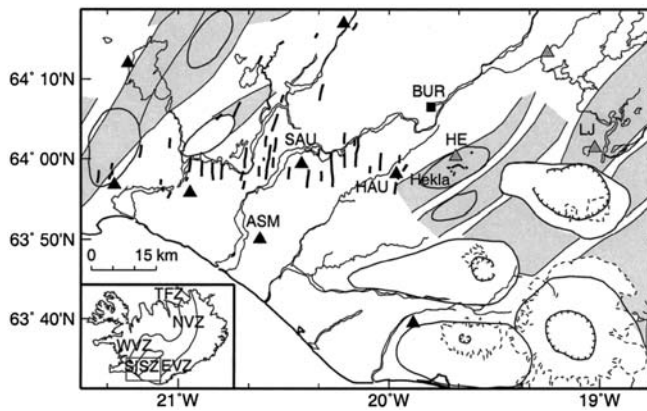 64° 10'N
BUR
SAU
HE
LJ
64° 00'N
HAU
Hekla
63° 50'N
ASM
0 15 km
63° 40'N
TFZ
NVZ
WVZ
SISZ
EVZ
21°W
20°W
19°W